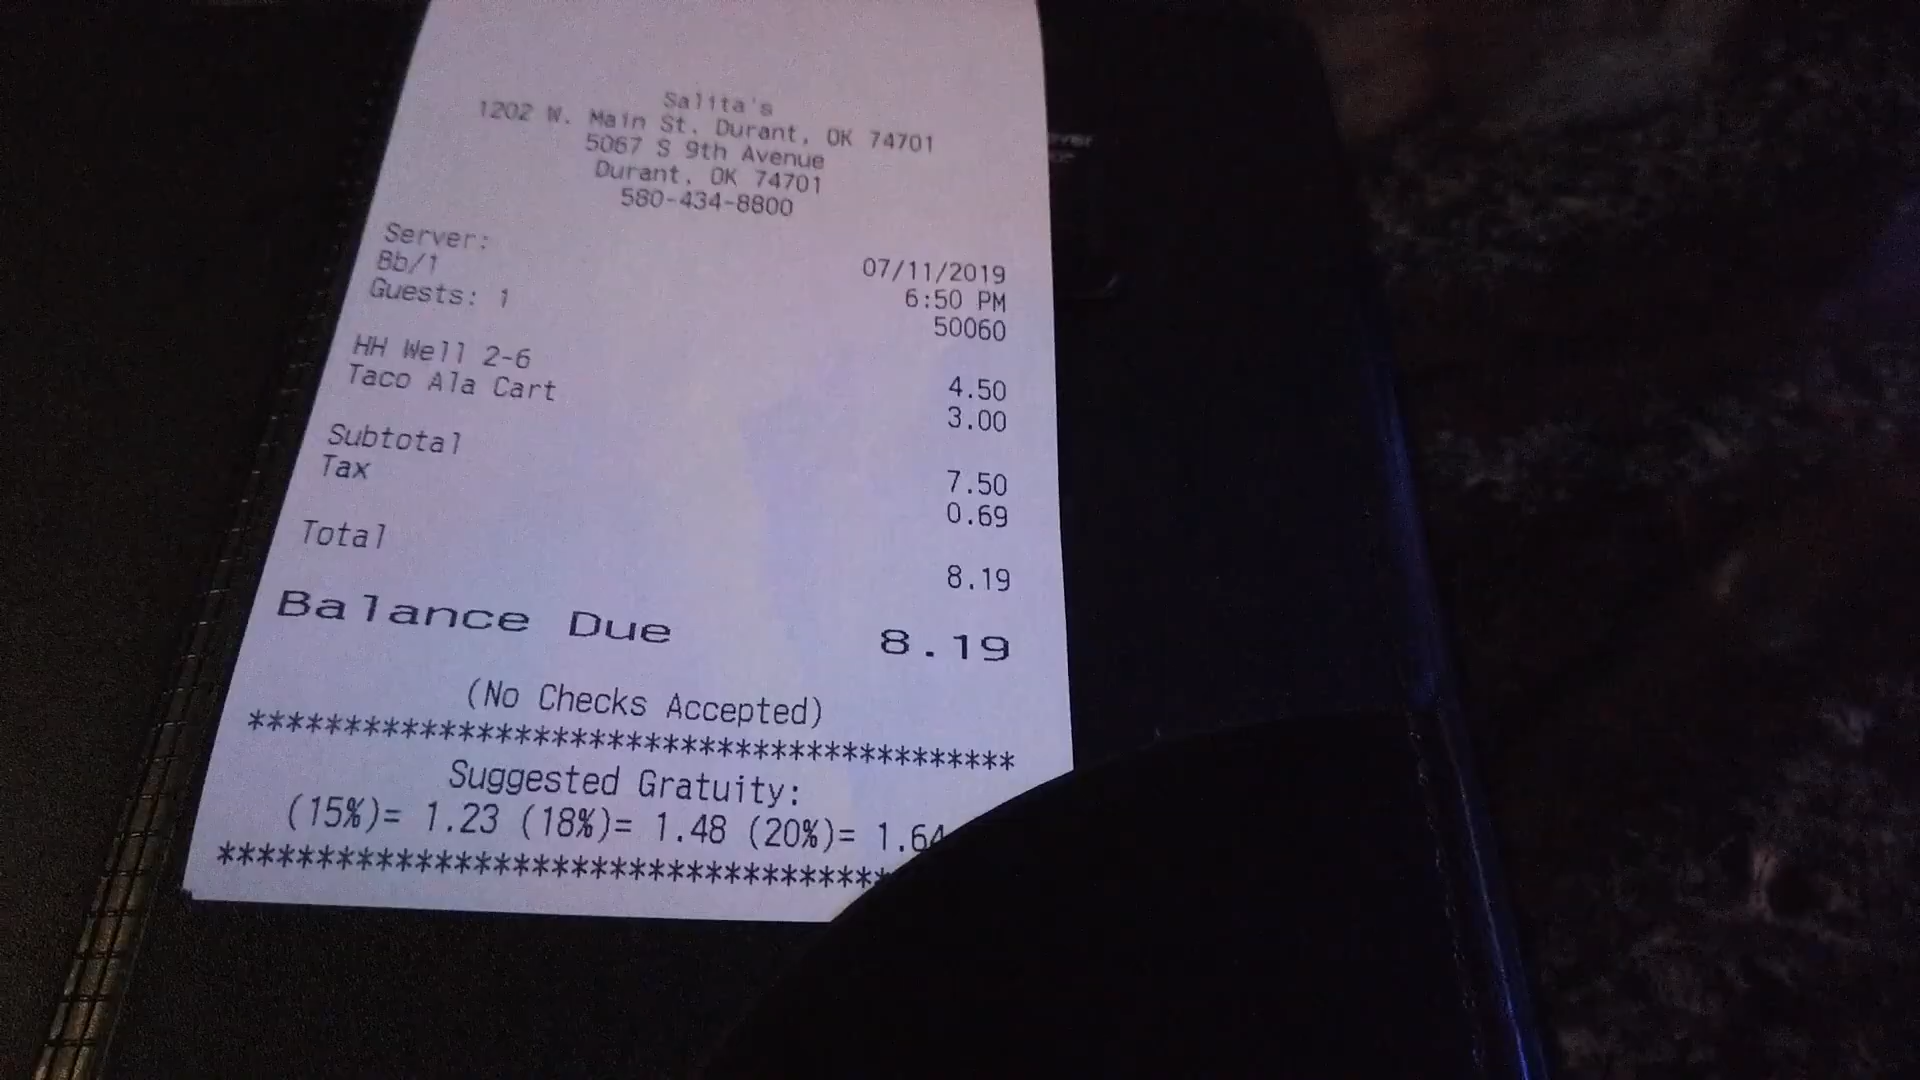 Salita's
1202 W. Main St. Durant, OK 74701
5067 S 9th Avenue
Durant, OK 74701
580-434-8800
Server:
Bb/1 07/11/2019
Guests: 1 6:50 PM
50060
HH Well 2-6 4.50
Taco Ala Cart 3.00
Subtotal 7.50
Tax 0.69
Total 8.19
Balance Due 8.19
(No Checks Accepted)
****************************************
Suggested Gratuity:
(15%)= 1.23 (18%)= 1.48 (20%)= 1.64
**********************************